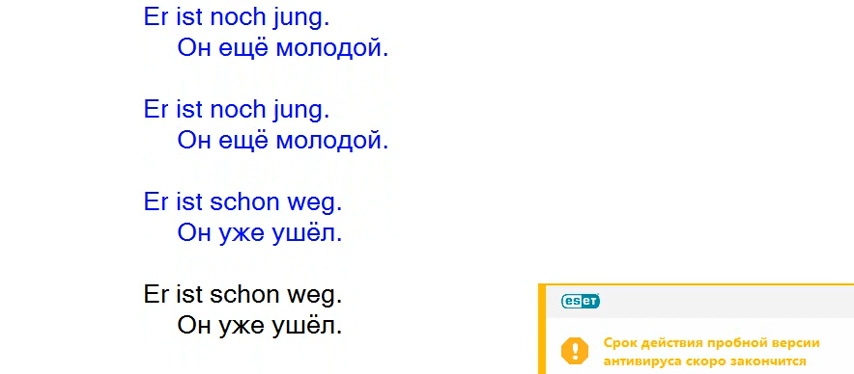 Er ist noch jung.
Он ещё молодой.
Er ist noch jung.
Он ещё молодой.
Er ist schon weg.
Он уже ушёл.
Er ist schon weg.
Он уже ушёл.
eset
Срок действия пробной версии
антивируса скоро закончится